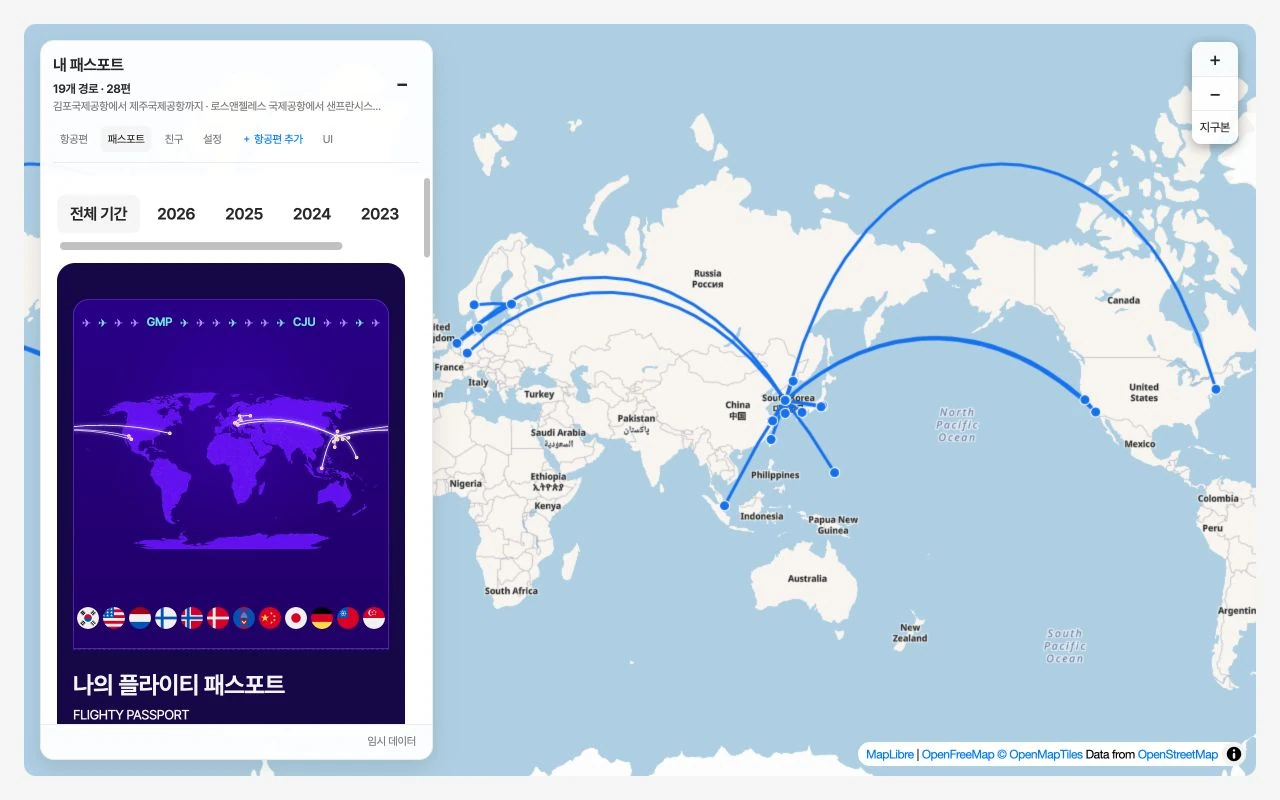 내 패스포트
19개 경로 · 28편
김포국제공항에서 제주국제공항까지 · 로스앤젤레스 국제공항에서 샌프란시스...
항공편 패스포트 친구 설정 + 항공편 추가 UI
전체 기간 2026 2025 2024 2023
GMP CJU
나의 플라이티 패스포트
FLIGHTY PASSPORT
임시 데이터
+
−
지구본
Russia
Россия
Canada
ited
gdom
France
Italy
ain
Turkey
China
中国
South Korea
United
States
North
Pacific
Ocean
Pakistan
پاکستان
Saudi Arabia
السعودية
Mexico
Nigeria
Ethiopia
ኢትዮጵያ
Kenya
Philippines
Indonesia
Papua New
Guinea
Colombia
Peru
South Africa
Australia
New
Zealand
South
Pacific
Ocean
Argentin
MapLibre | OpenFreeMap © OpenMapTiles Data from OpenStreetMap